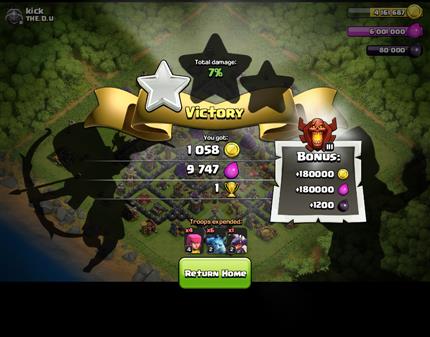 kick
THE.D.U
4 161 687
6 001 000
80 000
Total damage:
7%
Victory
You got:
1 058
9 747
1
III
Bonus:
+180000
+180000
+1200
Troops expended:
x4 x6 x1
Return Home